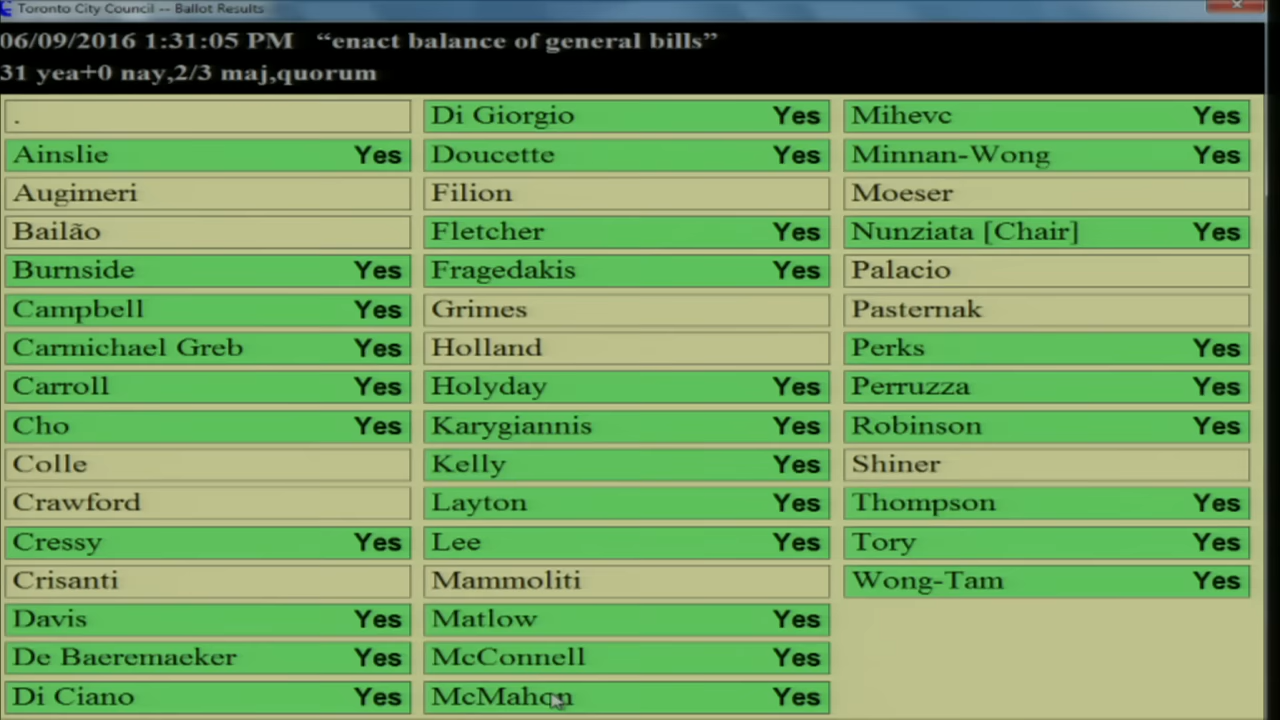 Toronto City Council -- Ballot Results
06/09/2016 1:31:05 PM “enact balance of general bills”
31 yea+0 nay,2/3 maj,quorum
.
Ainslie Yes
Augimeri
Bailão
Burnside Yes
Campbell Yes
Carmichael Greb Yes
Carroll Yes
Cho Yes
Colle
Crawford
Cressy Yes
Crisanti
Davis Yes
De Baeremaeker Yes
Di Ciano Yes
Di Giorgio Yes
Doucette Yes
Filion
Fletcher Yes
Fragedakis Yes
Grimes
Holland
Holyday Yes
Karygiannis Yes
Kelly Yes
Layton Yes
Lee Yes
Mammoliti
Matlow Yes
McConnell Yes
McMahon Yes
Mihevc Yes
Minnan-Wong Yes
Moeser
Nunziata [Chair] Yes
Palacio
Pasternak
Perks Yes
Perruzza Yes
Robinson Yes
Shiner
Thompson Yes
Tory Yes
Wong-Tam Yes